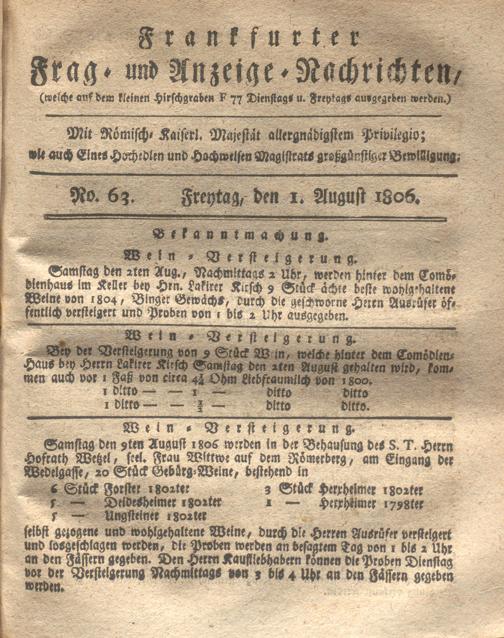 Frankfurter
Frag- und Anzeige-Nachrichten,
(welche auf dem kleinen Hirschgraben F 77 Dienstags u. Freytags ausgegeben werden.)
Mit Römisch-Kaiserl. Majestät allergnädigstem Privilegio;
wie auch Eines Hochedlen und Hochweisen Magistrats großgünstiger Bewilligung.
No. 63. Freytag, den 1. August 1806.
Bekanntmachung.
Wein-Versteigerung.
Samstag den 2ten Aug., Nachmittags 2 Uhr, werden hinter dem Comö-
dienhaus im Keller bey Hrn. Lakirer Kirsch 9 Stück ächte beste wohlgehaltene
Weine von 1804, Binger Gewächs, durch die geschworne Herrn Ausrüfer öf-
fentlich versteigert und Proben von 1 bis 2 Uhr ausgegeben.
Wein-Versteigerung.
Bey der Versteigerung von 9 Stück Wein, welche hinter dem Comödien-
Haus bey Herrn Lakirer Kirsch Samstag den 2ten August gehalten wird, kom-
men auch vor 1 Faß von circa 4½ Ohm Liebfraumilch von 1800.
1 ditto — — 1 — ditto ditto
1 ditto — — ½ — ditto ditto.
Wein-Versteigerung.
Samstag den 9ten August 1806 werden in der Behausung des S. T. Herrn
Hofrath Wetzel, seel. Frau Wittwe auf dem Römerberg, am Eingang der
Wedelgasse, 20 Stück Gebürg-Weine, bestehend in
6 Stück Forster 1802ter 3 Stück Herxheimer 1802ter
5 — Deidesheimer 1802ter 1 — Herxheimer 1798ter
5 — Ungsteiner 1802ter
selbst gezogene und wohlgehaltene Weine, durch die Herren Ausrüfer versteigert
und losgeschlagen werden, die Proben werden an besagtem Tag von 1 bis 2 Uhr
an den Fässern gegeben. Den Herren Kaufliebhabern können die Proben Dienstag
vor der Versteigerung Nachmittags von 3 bis 4 Uhr an den Fässern gegeben
werden.